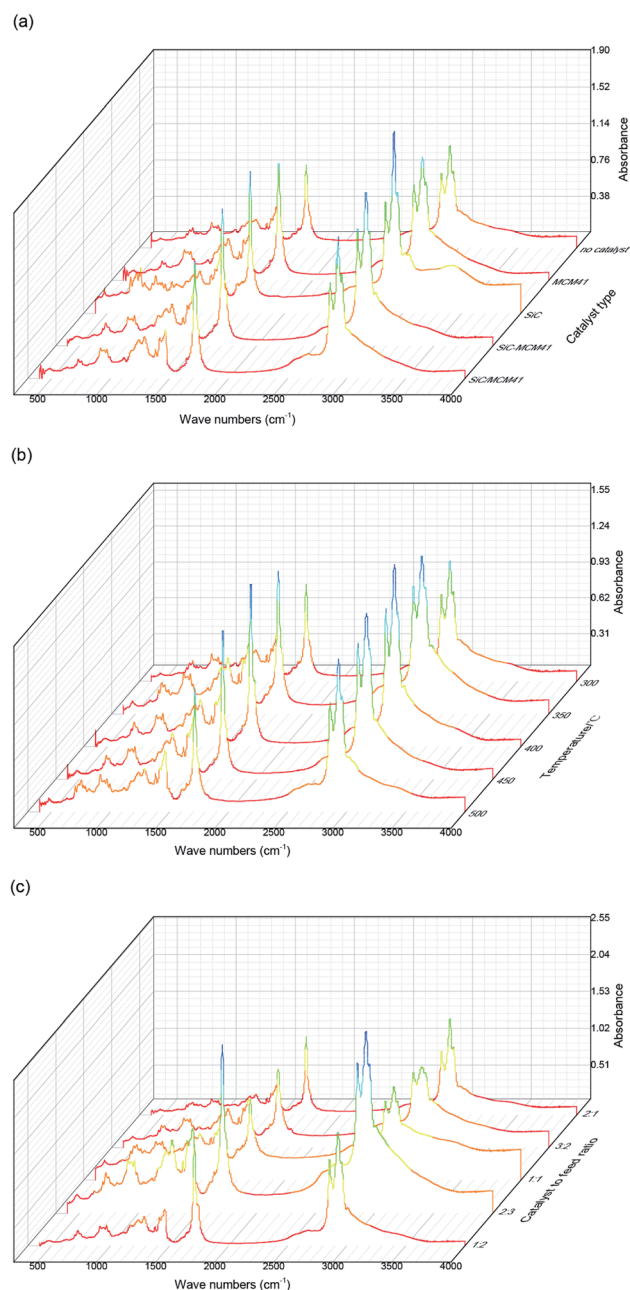 (a)
1.90
1.52
1.14
0.76
0.38
Absorbance
no catalyst
MCM41
SiC
SiC-MCM41
SiC/MCM41
Catalyst type
500 1000 1500 2000 2500 3000 3500 4000
Wave numbers (cm⁻¹)
(b)
1.55
1.24
0.93
0.62
0.31
Absorbance
300
350
400
450
500
Temperature/°C
500 1000 1500 2000 2500 3000 3500 4000
Wave numbers (cm⁻¹)
(c)
2.55
2.04
1.53
1.02
0.51
Absorbance
2:1
3:2
1:1
2:3
1:2
Catalyst to feed ratio
500 1000 1500 2000 2500 3000 3500 4000
Wave numbers (cm⁻¹)